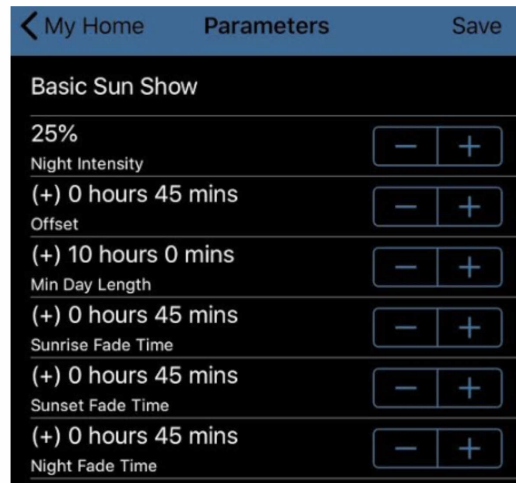 My Home Parameters Save
Basic Sun Show
25%
Night Intensity
(+) 0 hours 45 mins
Offset
(+) 10 hours 0 mins
Min Day Length
(+) 0 hours 45 mins
Sunrise Fade Time
(+) 0 hours 45 mins
Sunset Fade Time
(+) 0 hours 45 mins
Night Fade Time